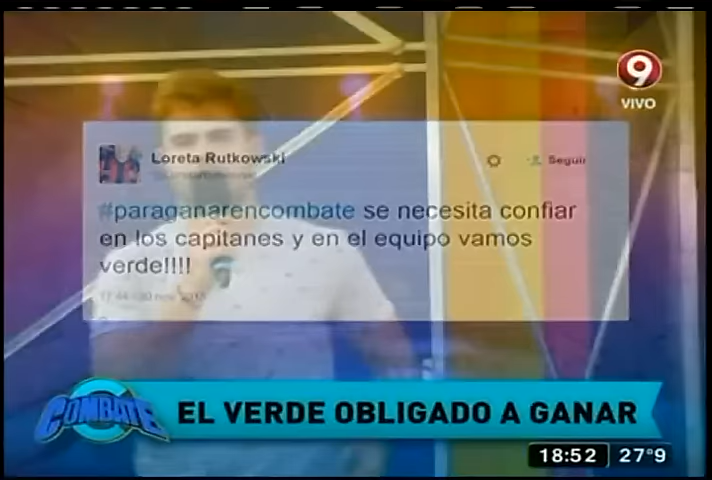 9
VIVO
Loreta Rutkowski
Seguir
#paraganarencombate se necesita confiar
en los capitanes y en el equipo vamos
verde!!!!
COMBATE
EL VERDE OBLIGADO A GANAR
18:52 27°9